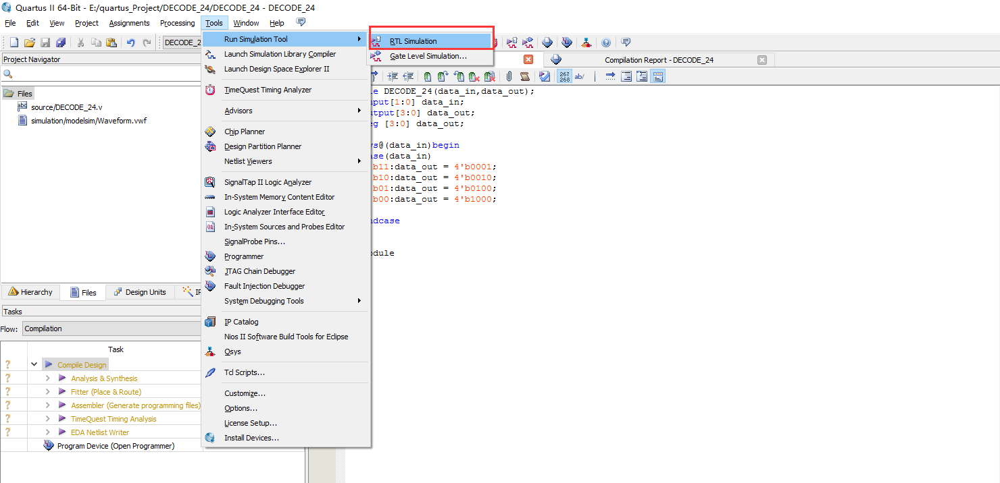 Quartus II 64-Bit - E:/quartus_Project/DECODE_24/DECODE_24 - DECODE_24
File Edit View Project Assignments Processing Tools Window Help
DECODE_2
Project Navigator
Files
source/DECODE_24.v
simulation/modelsim/Waveform.vwf
Hierarchy Files Design Units IP
Tasks
Flow: Compilation
Task
Compile Design
Analysis & Synthesis
Fitter (Place & Route)
Assembler (Generate programming files)
TimeQuest Timing Analysis
EDA Netlist Writer
Program Device (Open Programmer)
Run Simulation Tool
Launch Simulation Library Compiler
Launch Design Space Explorer II
TimeQuest Timing Analyzer
Advisors
Chip Planner
Design Partition Planner
Netlist Viewers
SignalTap II Logic Analyzer
In-System Memory Content Editor
Logic Analyzer Interface Editor
In-System Sources and Probes Editor
SignalProbe Pins...
Programmer
JTAG Chain Debugger
Fault Injection Debugger
System Debugging Tools
IP Catalog
Nios II Software Build Tools for Eclipse
Qsys
Tcl Scripts...
Customize...
Options...
License Setup...
Install Devices...
RTL Simulation
Gate Level Simulation...
Compilation Report - DECODE_24
267
268
ab/
le DECODE_24(data_in,data_out);
put[1:0] data_in;
tput[3:0] data_out;
g [3:0] data_out;
ys@(data_in)begin
ase(data_in)
b11:data_out = 4'b0001;
b10:data_out = 4'b0010;
b01:data_out = 4'b0100;
b00:data_out = 4'b1000;
dcase
odule